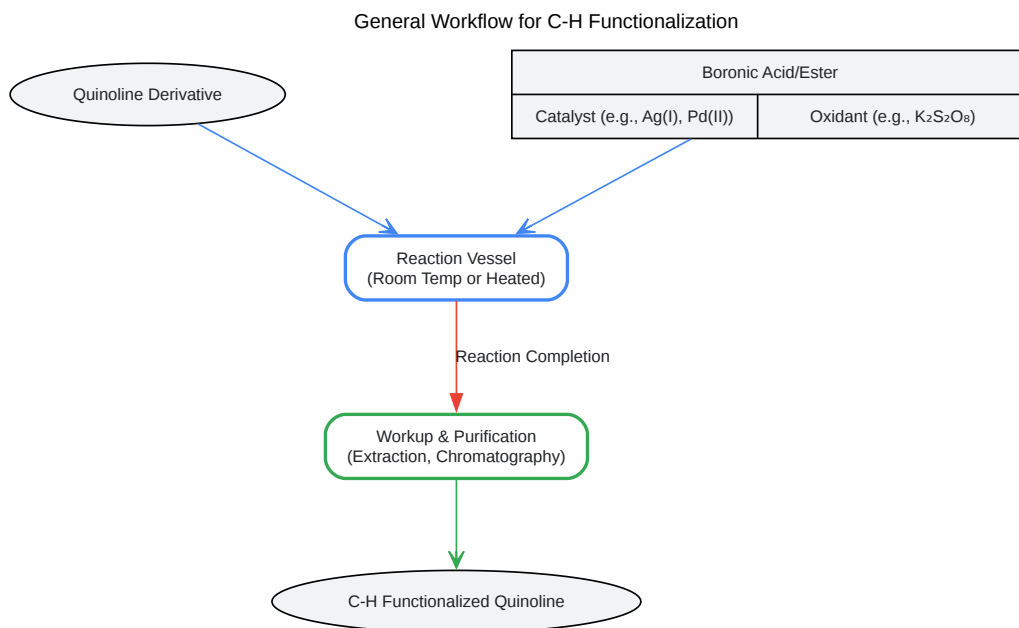 General Workflow for C-H Functionalization
Quinoline Derivative
Boronic Acid/Ester
Catalyst (e.g., Ag(I), Pd(II))
Oxidant (e.g., K₂S₂O₈)
Reaction Vessel
(Room Temp or Heated)
Reaction Completion
Workup & Purification
(Extraction, Chromatography)
C-H Functionalized Quinoline